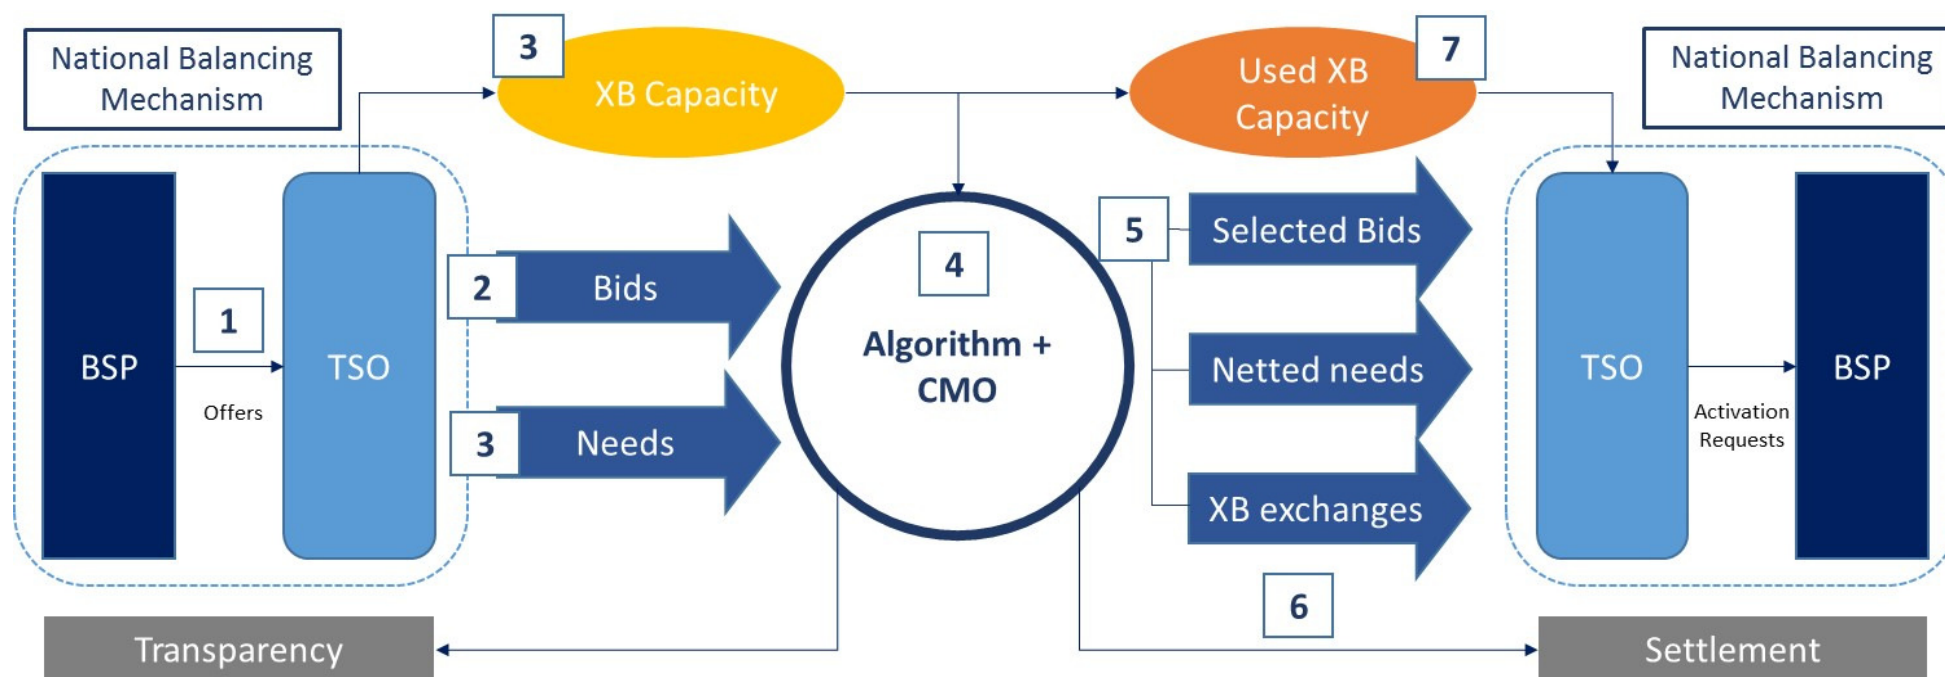 National Balancing
Mechanism
3
XB Capacity
Used XB
Capacity
7
National Balancing
Mechanism
BSP
1
Offers
TSO
2
Bids
3
Needs
4
Algorithm +
CMO
5
Selected Bids
Netted needs
XB exchanges
TSO
Activation
Requests
BSP
6
Transparency
Settlement